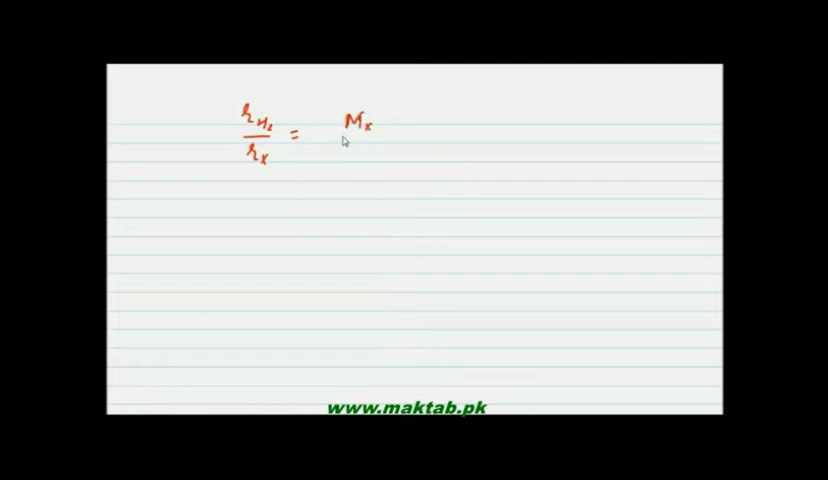 r_H₂ / r_x = M_x
www.maktab.pk